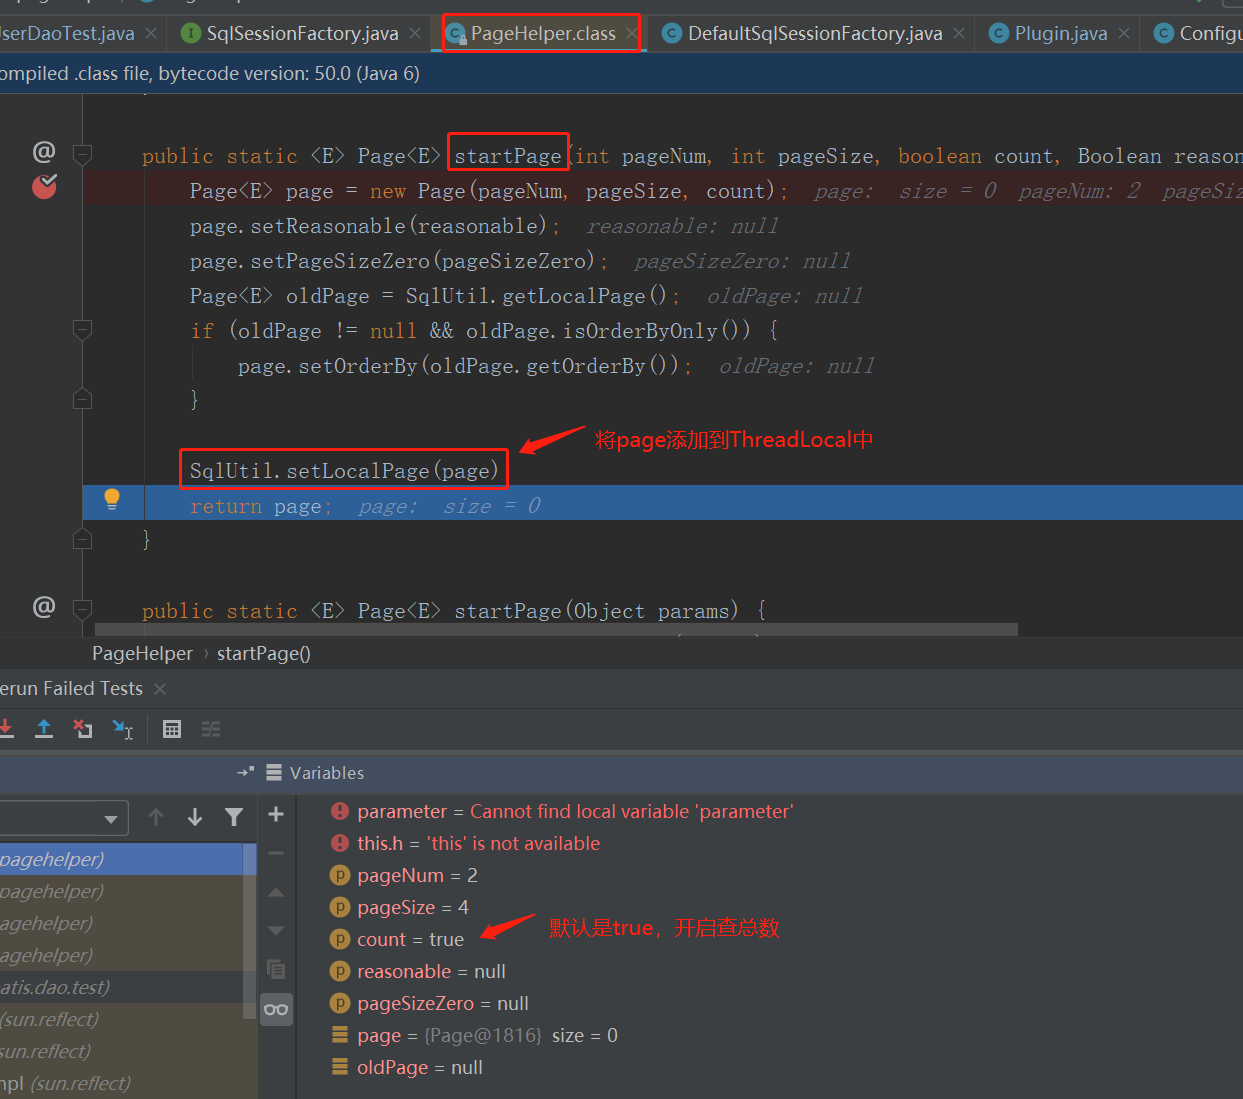 serDaoTest.java SqlSessionFactory.java PageHelper.class DefaultSqlSessionFactory.java Plugin.java Configu
ompiled .class file, bytecode version: 50.0 (Java 6)
@ public static <E> Page<E> startPage(int pageNum, int pageSize, boolean count, Boolean reason
Page<E> page = new Page(pageNum, pageSize, count); page: size = 0 pageNum: 2 pageSiz
page.setReasonable(reasonable); reasonable: null
page.setPageSizeZero(pageSizeZero); pageSizeZero: null
Page<E> oldPage = SqlUtil.getLocalPage(); oldPage: null
if (oldPage != null && oldPage.isOrderByOnly()) {
page.setOrderBy(oldPage.getOrderBy()); oldPage: null
}
将page添加到ThreadLocal中
SqlUtil.setLocalPage(page)
return page; page: size = 0
}
@ public static <E> Page<E> startPage(Object params) {
PageHelper › startPage()
erun Failed Tests
Variables
parameter = Cannot find local variable 'parameter'
this.h = 'this' is not available
pagehelper)
pageNum = 2
pagehelper)
pageSize = 4
agehelper)
count = true
默认是true，开启查总数
agehelper)
reasonable = null
atis.dao.test)
pageSizeZero = null
(sun.reflect)
page = {Page@1816} size = 0
sun.reflect)
oldPage = null
mpl (sun.reflect)